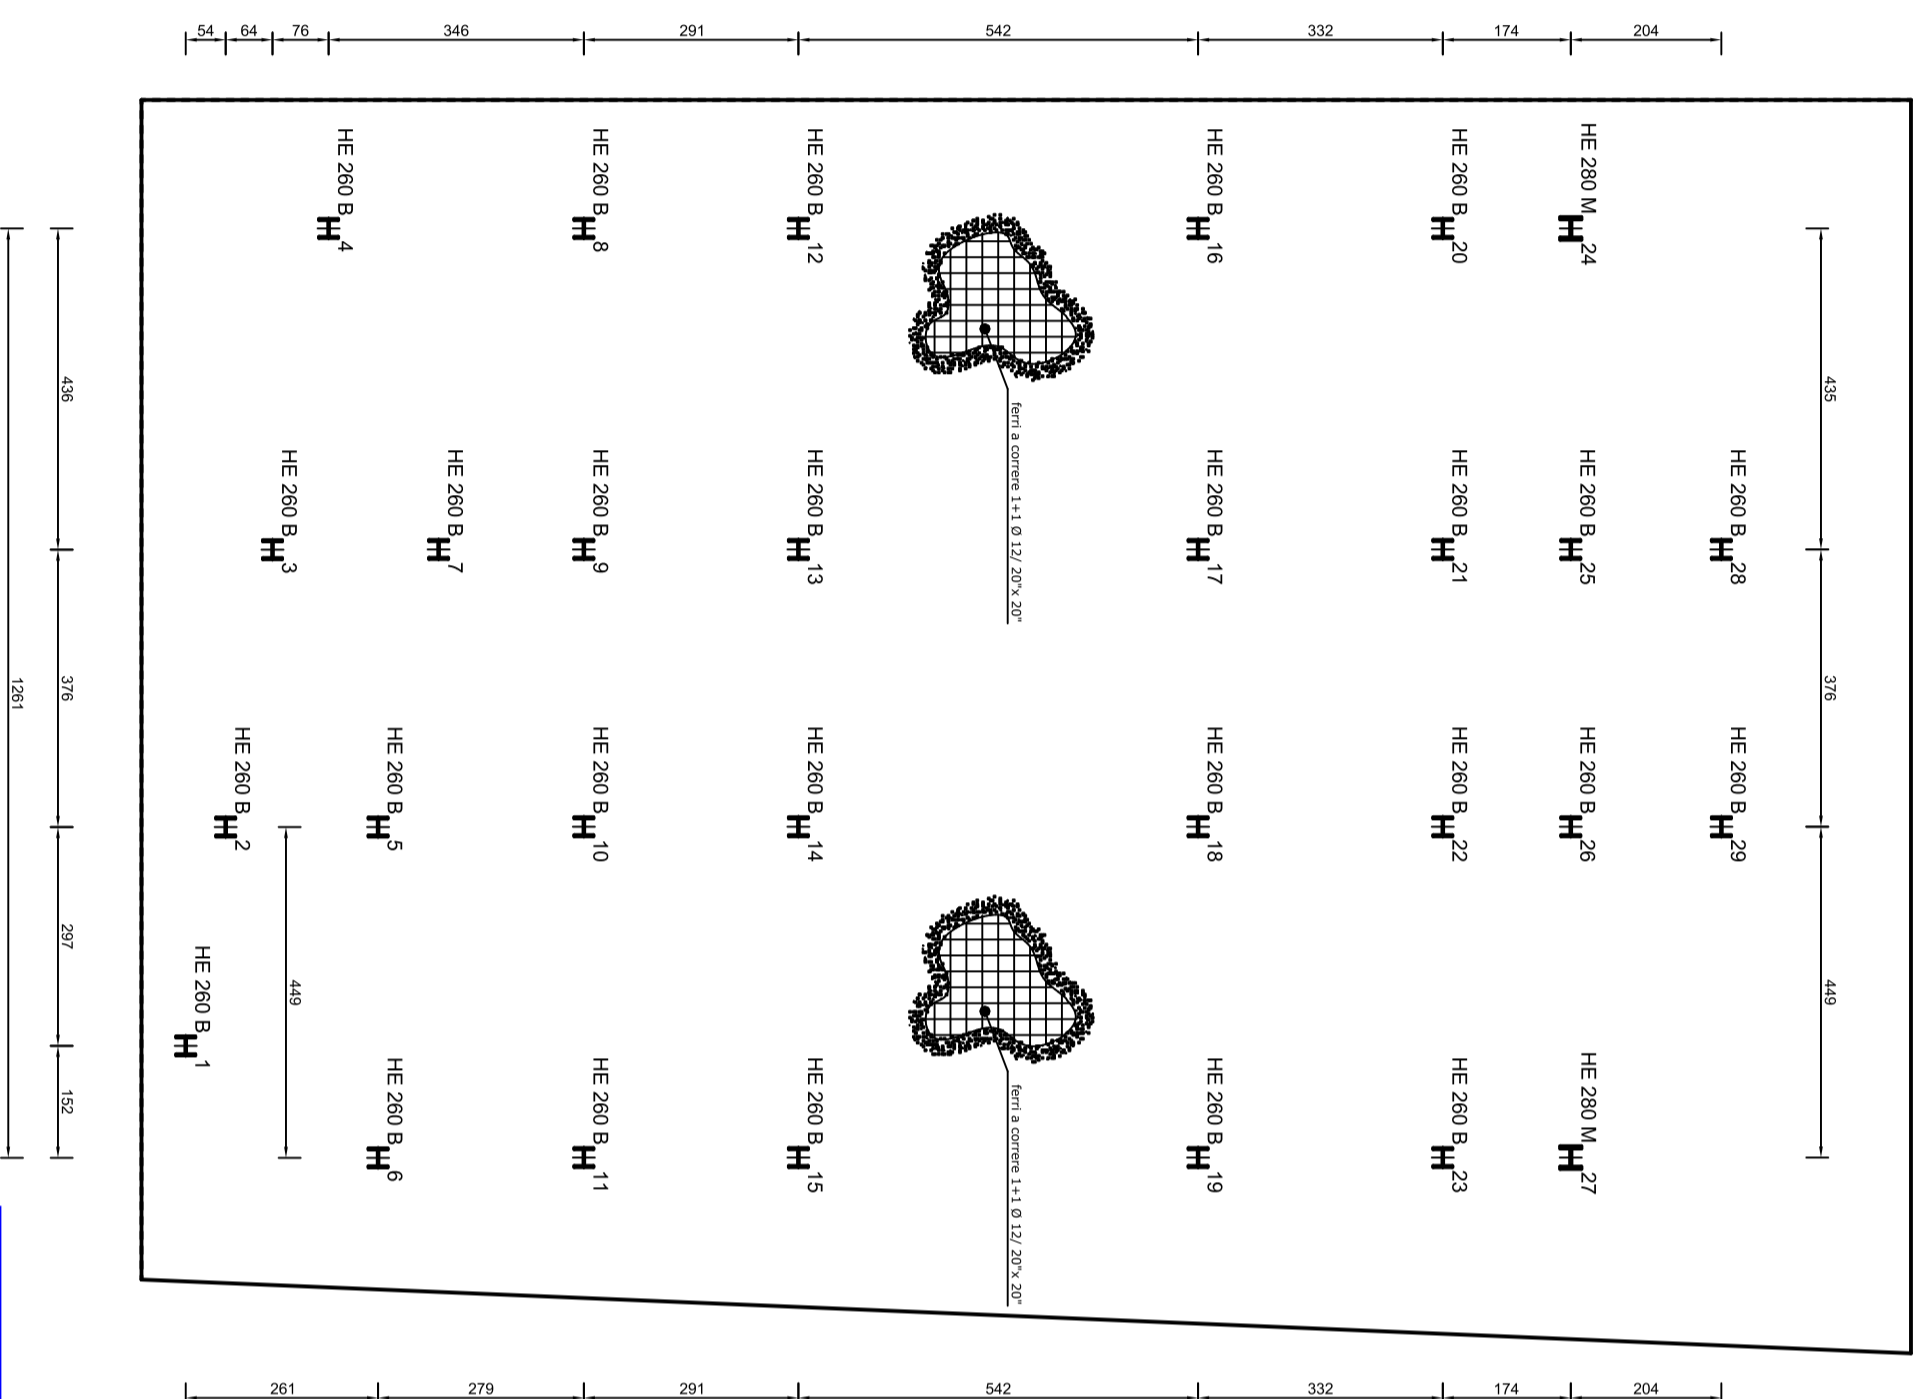 54 64 76 346 291 542 332 174 204
HE 260 B
4
HE 260 B
8
HE 260 B
12
HE 260 B
16
HE 260 B
20
HE 280 M
24
436
435
ferri a correre 1+1 Ø 12/ 20"x 20"
HE 260 B
3
HE 260 B
7
HE 260 B
9
HE 260 B
13
HE 260 B
17
HE 260 B
21
HE 260 B
25
HE 260 B
28
1261
376
376
HE 260 B
2
HE 260 B
5
HE 260 B
10
HE 260 B
14
HE 260 B
18
HE 260 B
22
HE 260 B
26
HE 260 B
29
297
449
449
HE 260 B
1
152
ferri a correre 1+1 Ø 12/ 20"x 20"
HE 260 B
6
HE 260 B
11
HE 260 B
15
HE 260 B
19
HE 260 B
23
HE 280 M
27
261 279 291 542 332 174 204